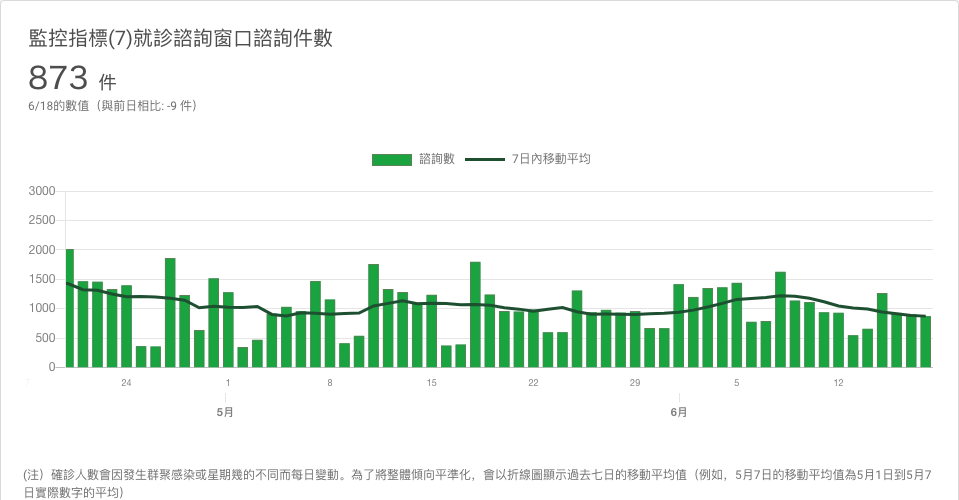 監控指標(7)就診諮詢窗口諮詢件數
873 件
6/18的數值（與前日相比: -9 件）
諮詢數 7日內移動平均
3000
2500
2000
1500
1000
500
0
24 1 8 15 22 29 5 12
5月 6月
(注）確診人數會因發生群聚感染或星期幾的不同而每日變動。為了將整體傾向平準化，會以折線圖顯示過去七日的移動平均值（例如，5月7日的移動平均值為5月1日到5月7
日實際數字的平均）